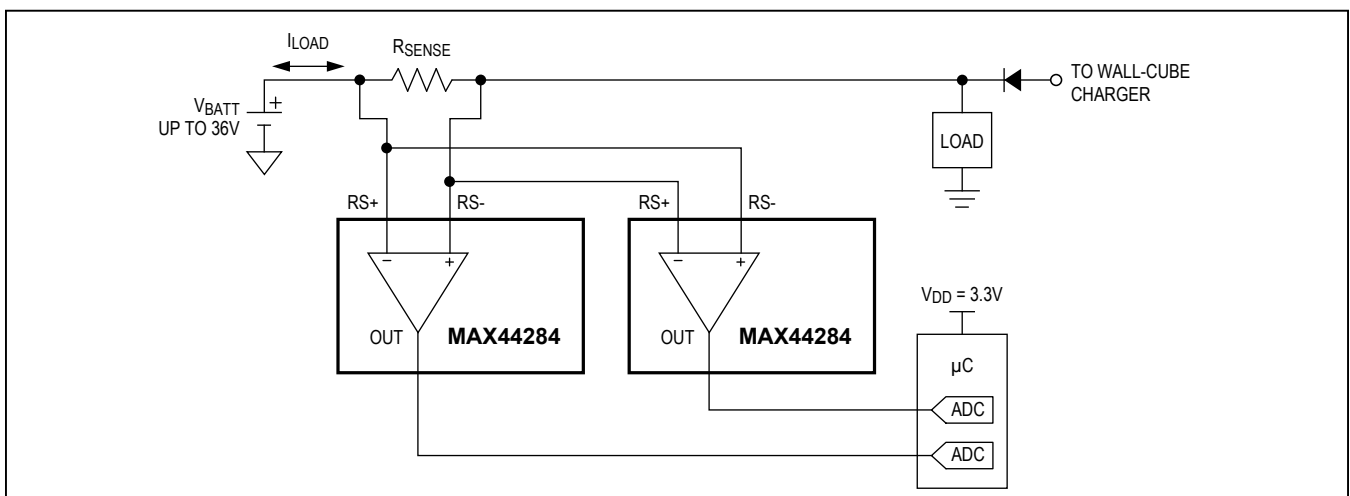 ILOAD
RSENSE
VBATT
UP TO 36V
+
TO WALL-CUBE
CHARGER
LOAD
RS+ RS- RS+ RS-
- + - +
VDD = 3.3V
OUT MAX44284 OUT MAX44284
µC
ADC
ADC